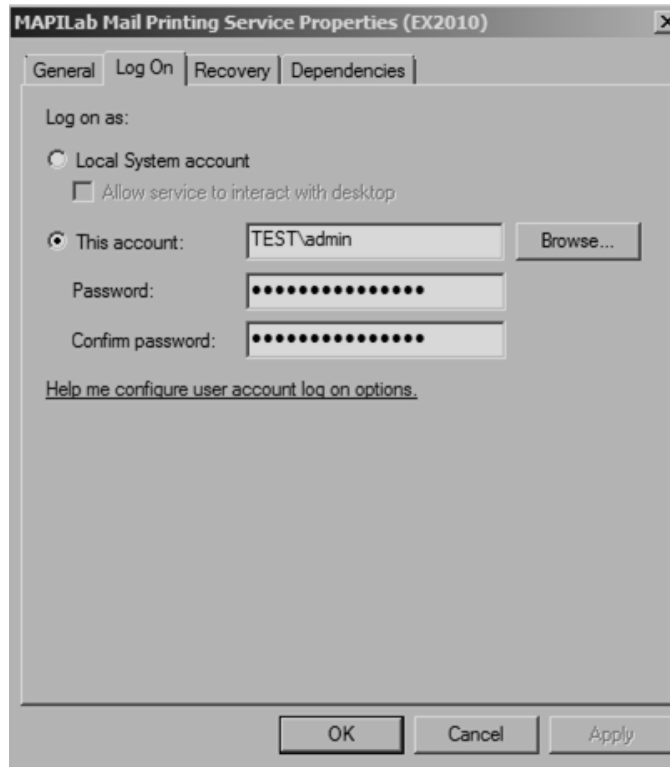 MAPILab Mail Printing Service Properties (EX2010)
General Log On Recovery Dependencies
Log on as:
Local System account
Allow service to interact with desktop
This account: TEST\admin Browse...
Password: •••••••••••••••
Confirm password: •••••••••••••••
Help me configure user account log on options.
OK Cancel Apply